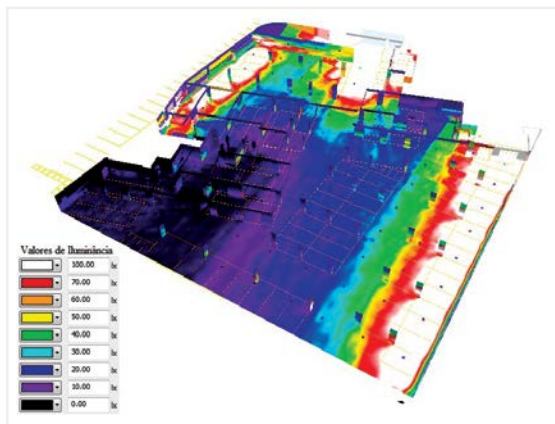 Valores de Iluminância
100.00 lx
70.00 lx
60.00 lx
50.00 lx
40.00 lx
30.00 lx
20.00 lx
10.00 lx
0.00 lx